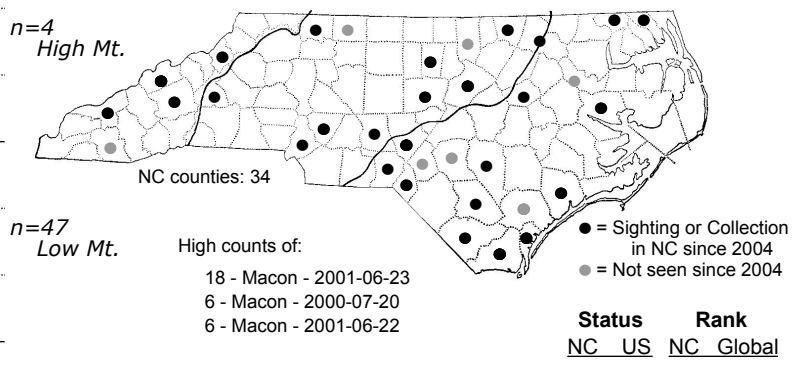 n=4
High Mt.
NC counties: 34
n=47
Low Mt.
High counts of:
18 - Macon - 2001-06-23
6 - Macon - 2000-07-20
6 - Macon - 2001-06-22
● = Sighting or Collection
in NC since 2004
● = Not seen since 2004
Status Rank
NC US NC Global